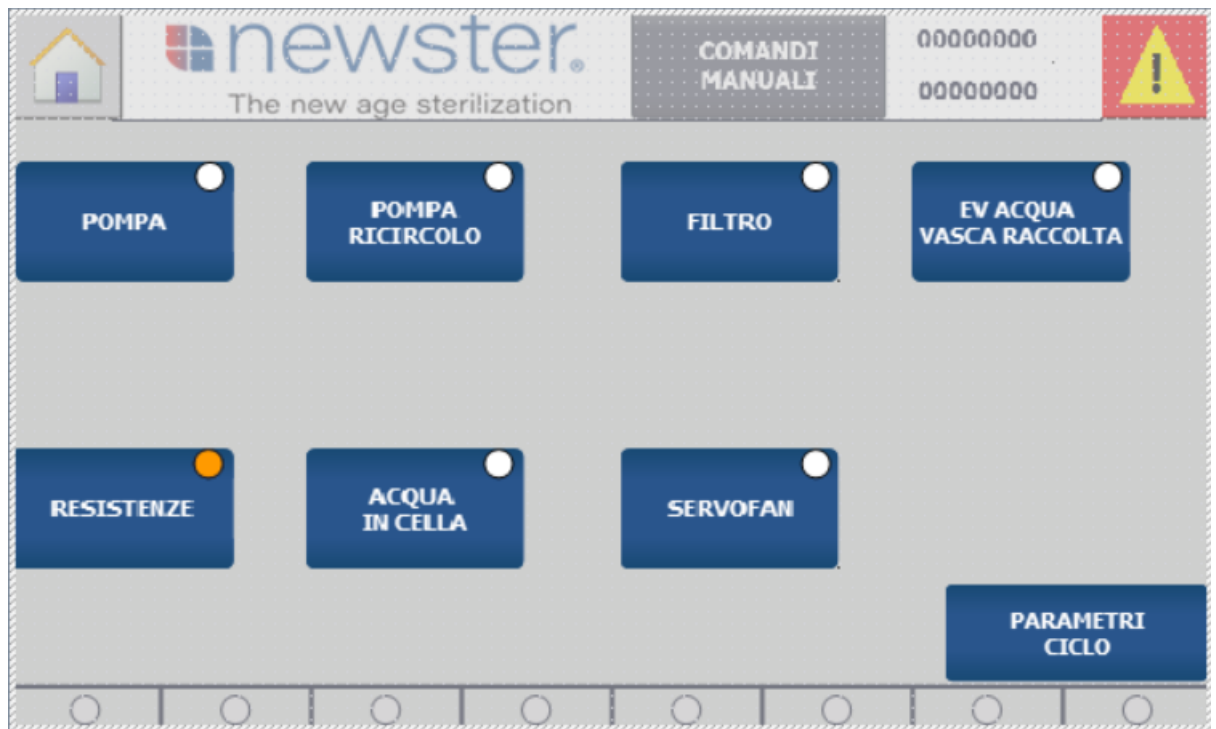 newster®
The new age sterilization
COMANDI
MANUALI
00000000
00000000
!
POMPA
POMPA
RICIRCOLO
FILTRO
EV ACQUA
VASCA RACCOLTA
RESISTENZE
ACQUA
IN CELLA
SERVOFAN
PARAMETRI
CICLO